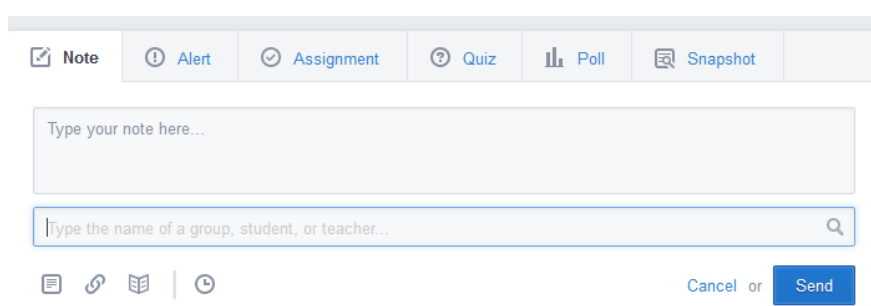 Note Alert Assignment Quiz Poll Snapshot
Type your note here...
Type the name of a group, student, or teacher...
Cancel or Send